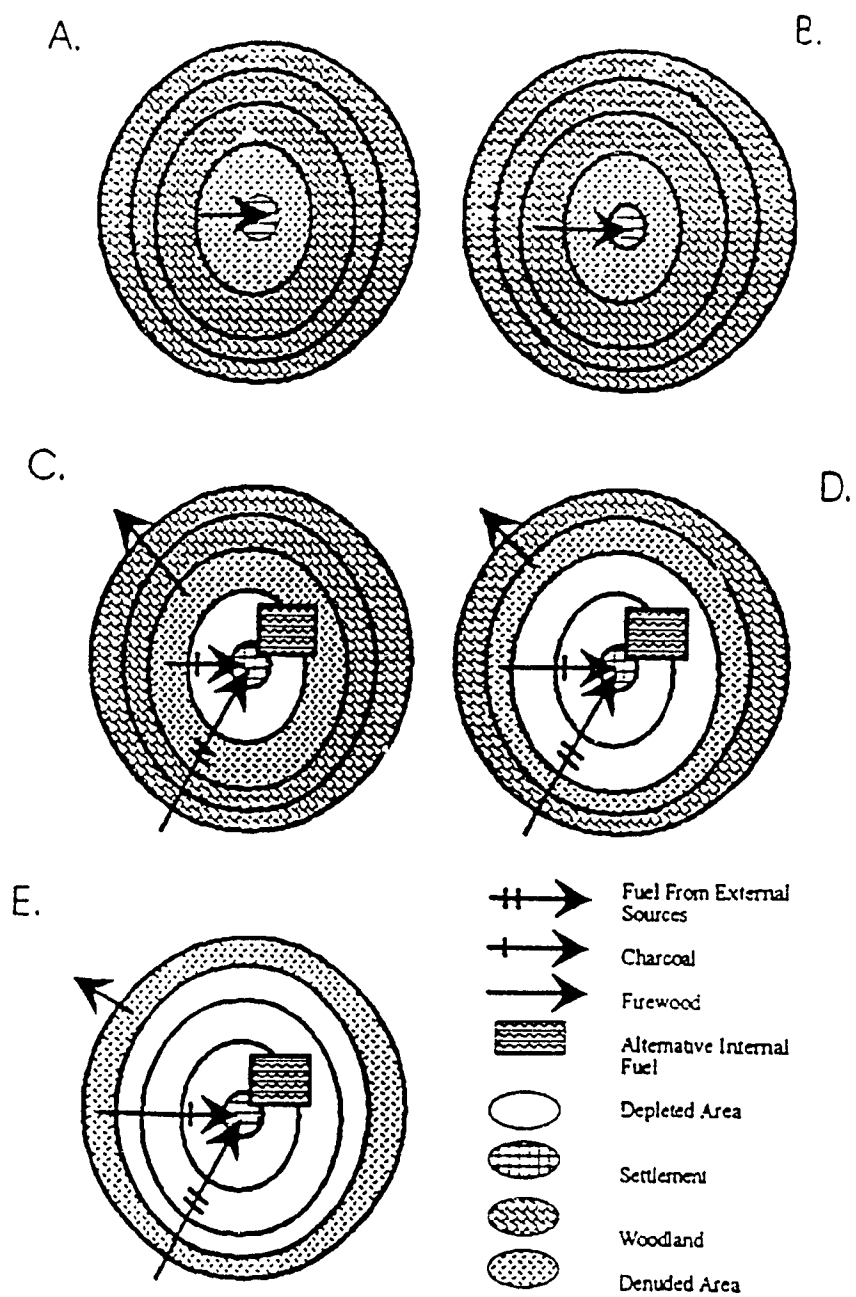 A.
B.
C.
D.
E.
Fuel From External
Sources
Charcoal
Firewood
Alternative Internal
Fuel
Depleted Area
Settlement
Woodland
Denuded Area